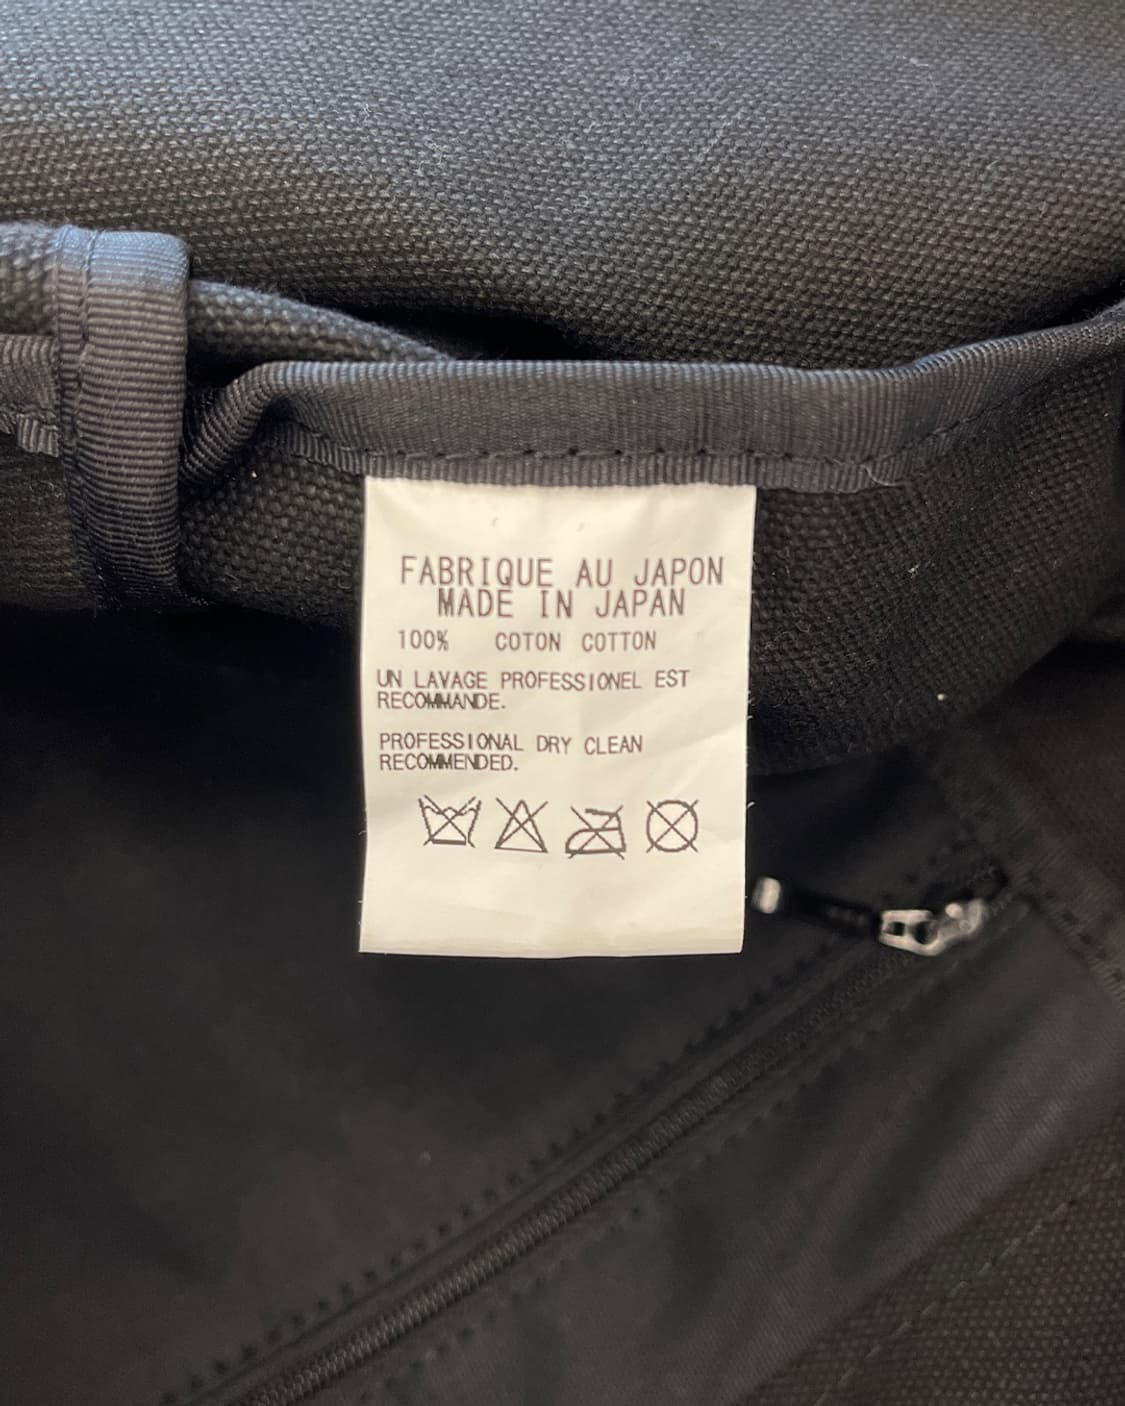 FABRIQUE AU JAPON
MADE IN JAPAN
100% COTON COTTON
UN LAVAGE PROFESSIONEL EST
RECOMMANDE.
PROFESSIONAL DRY CLEAN
RECOMMENDED.